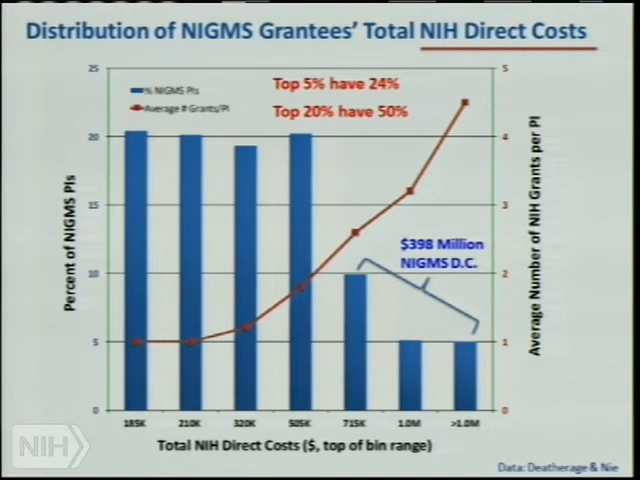 Distribution of NIGMS Grantees' Total NIH Direct Costs
25
20
15
10
5
0
Percent of NIGMS PIs
% NIGMS PIs
Average # Grants/PI
Top 5% have 24%
Top 20% have 50%
$398 Million
NIGMS D.C.
5
4
3
2
1
0
Average Number of NIH Grants per PI
185K 210K 320K 505K 715K 1.0M >1.0M
Total NIH Direct Costs ($, top of bin range)
NIH
Data: Deatherage & Nie